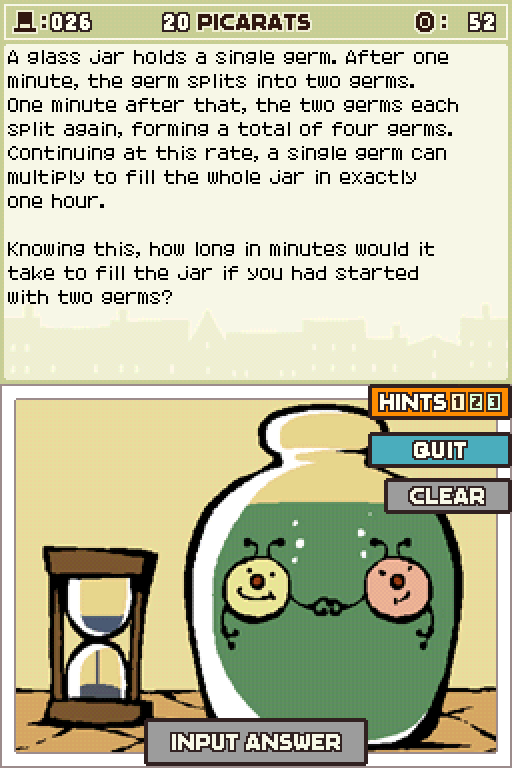 :026 20 PICARATS : 52
A glass jar holds a single germ. After one
minute, the germ splits into two germs.
One minute after that, the two germs each
split again, forming a total of four germs.
Continuing at this rate, a single germ can
multiply to fill the whole jar in exactly
one hour.
Knowing this, how long in minutes would it
take to fill the jar if you had started
with two germs?
HINTS 1 2 3
QUIT
CLEAR
INPUT ANSWER